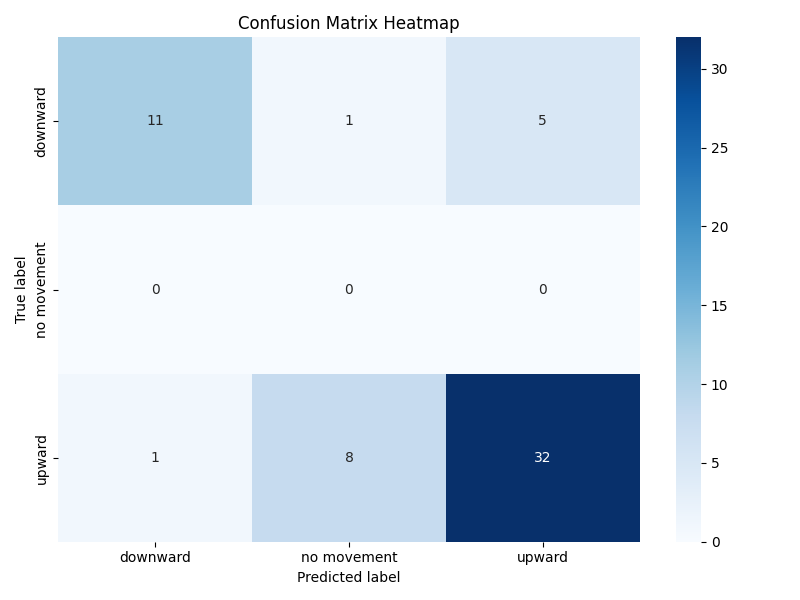 Confusion Matrix Heatmap
True label
downward
no movement
upward
11 1 5
0 0 0
1 8 32
downward no movement upward
Predicted label
30
25
20
15
10
5
0